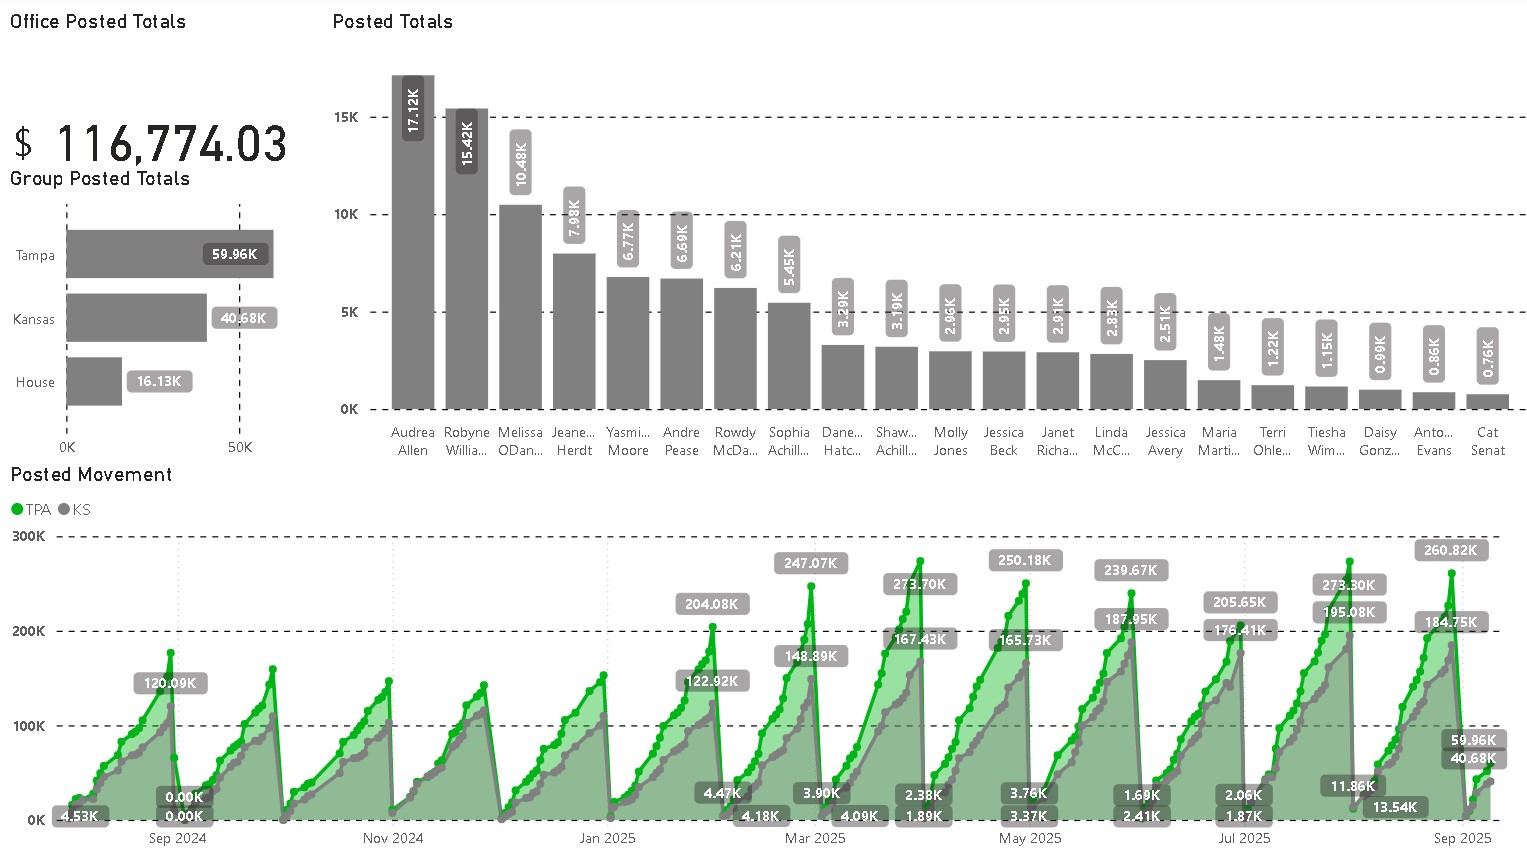 Office Posted Totals
$ 116,774.03
Group Posted Totals
Tampa
59.96K
Kansas
40.68K
House
16.13K
0K
50K
Posted Totals
15K
10K
5K
0K
17.12K
15.42K
10.48K
7.98K
6.77K
6.69K
6.21K
5.45K
3.29K
3.19K
2.96K
2.95K
2.91K
2.83K
2.51K
1.48K
1.22K
1.15K
0.99K
0.86K
0.76K
Audrea
Allen
Robyne
Willia...
Melissa
ODan...
Jeane...
Herdt
Yasmi...
Moore
Andre
Pease
Rowdy
McDa...
Sophia
Achill...
Dane...
Hatc...
Shaw...
Achill...
Molly
Jones
Jessica
Beck
Janet
Richa...
Linda
McC...
Jessica
Avery
Maria
Marti...
Terri
Ohle...
Tiesha
Wim...
Daisy
Gonz...
Anto...
Evans
Cat
Senat
Posted Movement
TPA
KS
300K
200K
100K
0K
4.53K
120.09K
0.00K
0.00K
204.08K
122.92K
4.47K
4.18K
247.07K
148.89K
3.90K
4.09K
273.70K
167.43K
2.38K
1.89K
250.18K
165.73K
3.76K
3.37K
239.67K
187.95K
1.69K
2.41K
205.65K
176.41K
2.06K
1.87K
273.30K
195.08K
11.86K
13.54K
260.82K
184.75K
59.96K
40.68K
Sep 2024
Nov 2024
Jan 2025
Mar 2025
May 2025
Jul 2025
Sep 2025